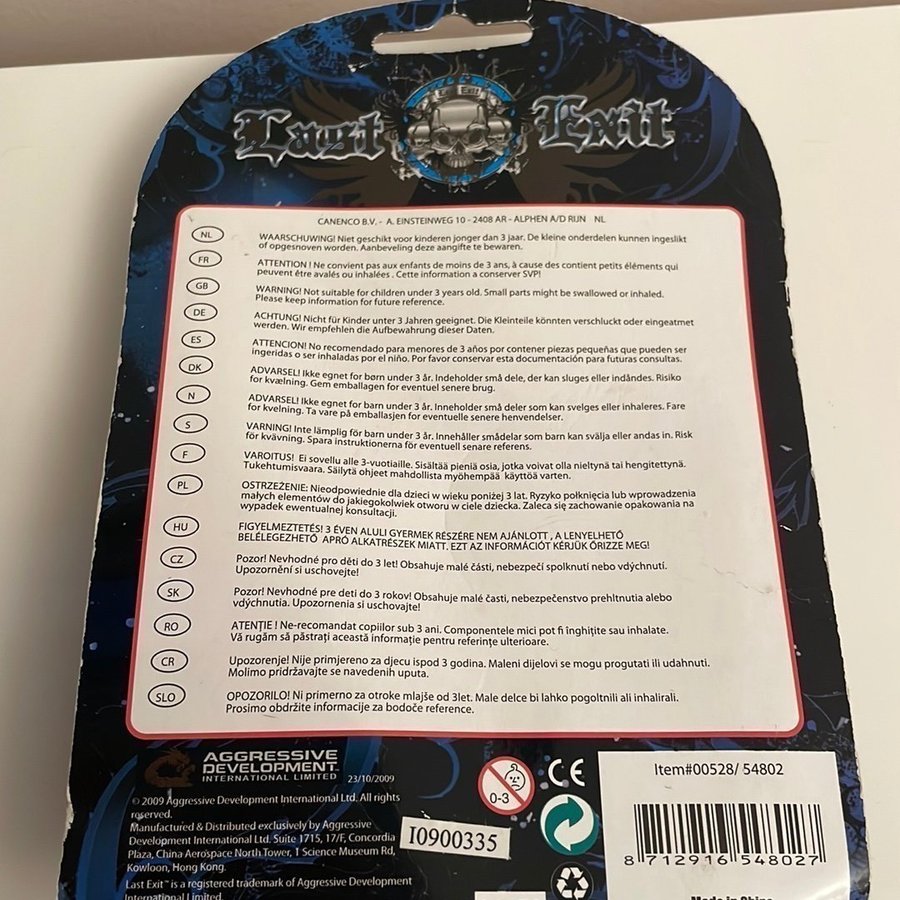 Last Exit
CANENCO B.V. - A. EINSTEINWEG 10 - 2408 AR - ALPHEN A/D RIJN NL
NL
WAARSCHUWING! Niet geschikt voor kinderen jonger dan 3 jaar. De kleine onderdelen kunnen ingeslikt
of opgesnoven worden. Aanbeveling deze aangifte te bewaren.
FR
ATTENTION ! Ne convient pas aux enfants de moins de 3 ans, à cause des contient petits éléments qui
peuvent être avalés ou inhalées . Cette information a conserver SVP!
GB
WARNING! Not suitable for children under 3 years old. Small parts might be swallowed or inhaled.
Please keep information for future reference.
DE
ACHTUNG! Nicht für Kinder unter 3 Jahren geeignet. Die Kleinteile könnten verschluckt oder eingeatmet
werden. Wir empfehlen die Aufbewahrung dieser Daten.
ES
ATTENCION! No recomendado para menores de 3 años por contener piezas pequeñas que pueden ser
ingeridas o ser inhaladas por el niño. Por favor conservar esta documentación para futuras consultas.
DK
ADVARSEL! Ikke egnet for børn under 3 år. Indeholder små dele, der kan sluges eller indåndes. Risiko
for kvælning. Gem emballagen for eventuel senere brug.
N
ADVARSEL! Ikke egnet for barn under 3 år. Inneholder små deler som kan svelges eller inhaleres. Fare
for kvelning. Ta vare på emballasjen for eventuelle senere henvendelser.
S
VARNING! Inte lämplig för barn under 3 år. Innehåller smådelar som barn kan svälja eller andas in. Risk
för kvävning. Spara instruktionerna för eventuell senare referens.
F
VAROITUS! Ei sovellu alle 3-vuotiaille. Sisältää pieniä osia, jotka voivat olla nieltynä tai hengitettynä.
Tukehtumisvaara. Säilytä ohjeet mahdollista myöhempää käyttöä varten.
PL
OSTRZEŻENIE: Nieodpowiednie dla dzieci w wieku poniżej 3 lat. Ryzyko połknięcia lub wprowadzenia
małych elementów do jakiegokolwiek otworu w ciele dziecka. Zaleca się zachowanie opakowania na
wypadek ewentualnej konsultacji.
HU
FIGYELMEZTETÉS! 3 ÉVEN ALULI GYERMEK RÉSZÉRE NEM AJÁNLOTT , A LENYELHETŐ
BELÉLEGEZHETŐ APRÓ ALKATRÉSZEK MIATT. EZT AZ INFORMÁCIÓT KÉRJÜK ŐRIZZE MEG!
CZ
Pozor! Nevhodné pro děti do 3 let! Obsahuje malé části, nebezpečí spolknutí nebo vdýchnutí.
Upozornění si uschovejte!
SK
Pozor! Nevhodné pre deti do 3 rokov! Obsahuje malé časti, nebezpečenstvo prehltnutia alebo
vdýchnutia. Upozornenia si uschovajte!
RO
ATENȚIE ! Ne-recomandat copiilor sub 3 ani. Componentele mici pot fi înghițite sau inhalate.
Vă rugăm să păstrați această informație pentru referințe ulterioare.
CR
Upozorenje! Nije primjereno za djecu ispod 3 godina. Maleni dijelovi se mogu progutati ili udahnuti.
Molimo pridržavajte se navedenih uputa.
SLO
OPOZORILO! Ni primerno za otroke mlajše od 3let. Male delce bi lahko pogoltnili ali inhalirali.
Prosimo obdržite informacije za bodoče reference.
AGGRESSIVE
DEVELOPMENT
INTERNATIONAL LIMITED 23/10/2009
© 2009 Aggressive Development International Ltd. All rights
reserved.
Manufactured & Distributed exclusively by Aggressive
Development International Ltd. Suite 1715, 17/F, Concordia
Plaza, China Aerospace North Tower, 1 Science Museum Rd,
Kowloon, Hong Kong.
Last Exit™ is a registered trademark of Aggressive Development
International Limited.
I0900335
0-3
CE
Item#00528/ 54802
8 712916 548027
Made in China